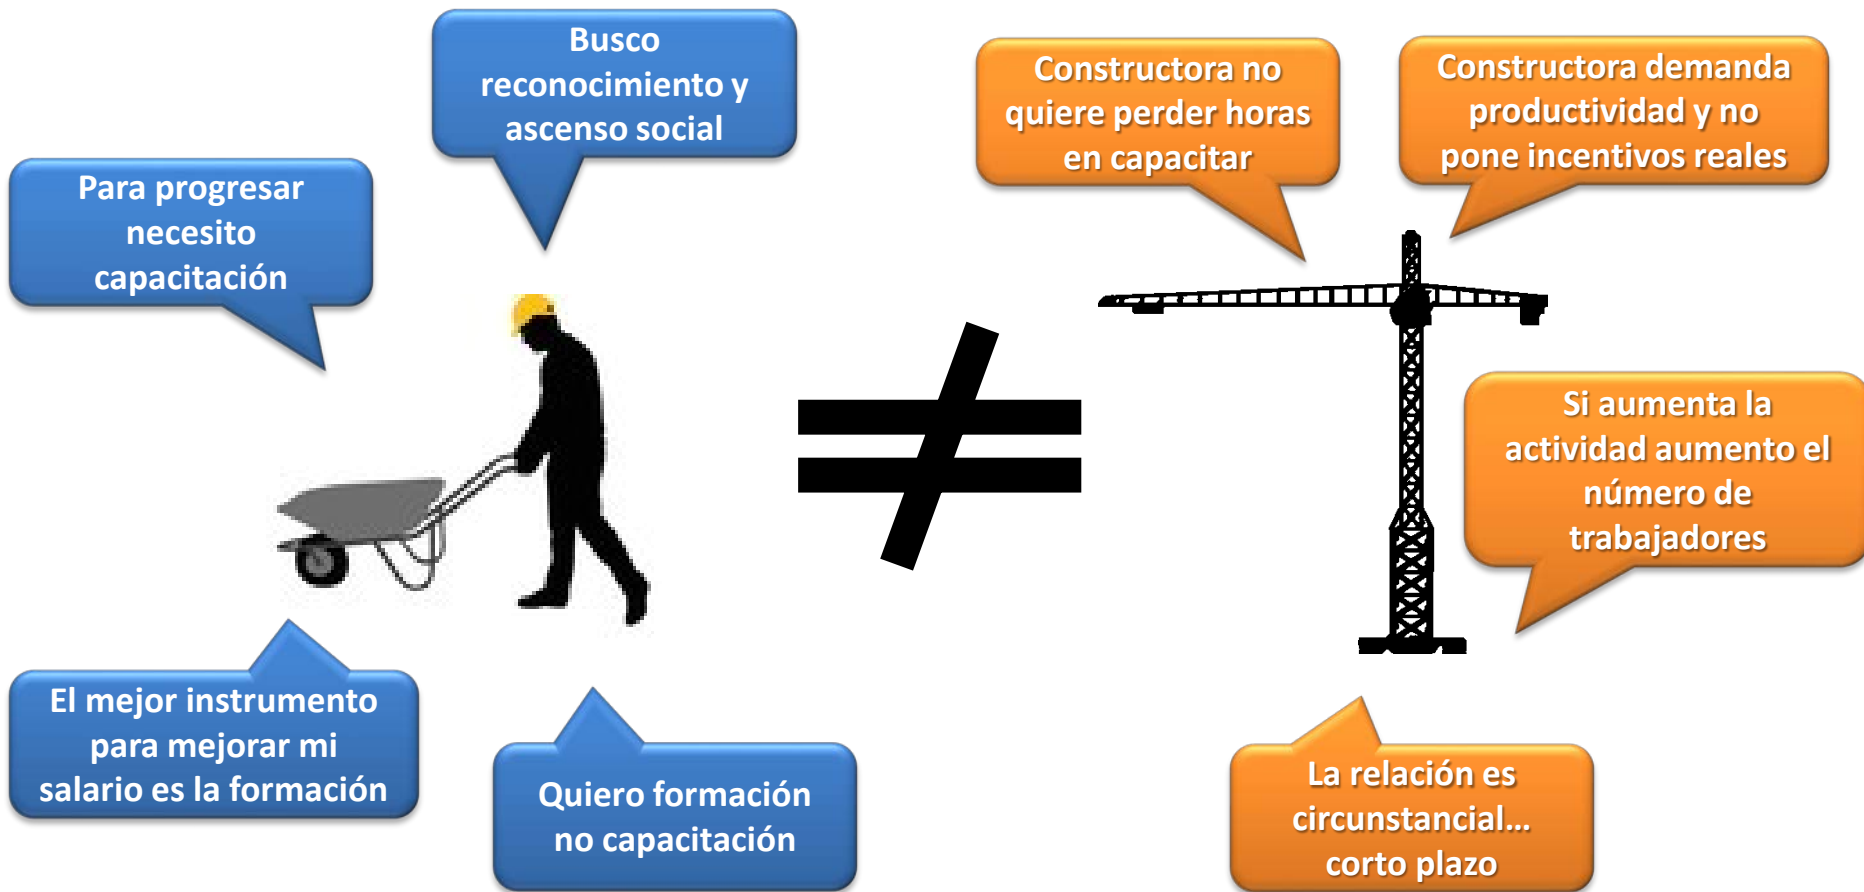 Busco
reconocimiento y
ascenso social
Para progresar
necesito
capacitación
El mejor instrumento
para mejorar mi
salario es la formación
Quiero formación
no capacitación
Constructora no
quiere perder horas
en capacitar
Constructora demanda
productividad y no
pone incentivos reales
Si aumenta la
actividad aumento el
número de
trabajadores
La relación es
circunstancial...
corto plazo